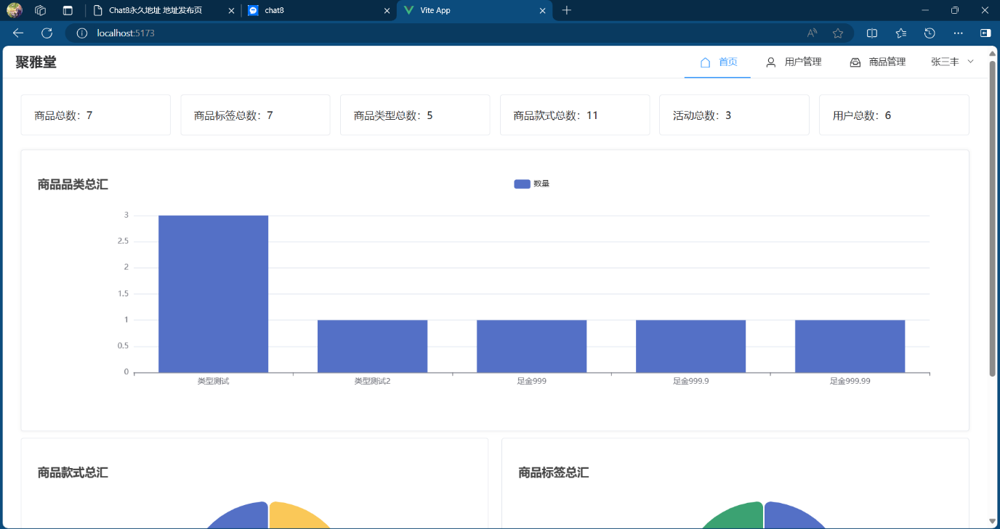 Chat8永久地址 地址发布页
chat8
Vite App
localhost:5173
聚雅堂
首页
用户管理
商品管理
张三丰
商品总数：7
商品标签总数：7
商品类型总数：5
商品款式总数：11
活动总数：3
用户总数：6
商品品类总汇
数量
3
2.5
2
1.5
1
0.5
0
类型测试
类型测试2
足金999
足金999.9
足金999.99
商品款式总汇
商品标签总汇